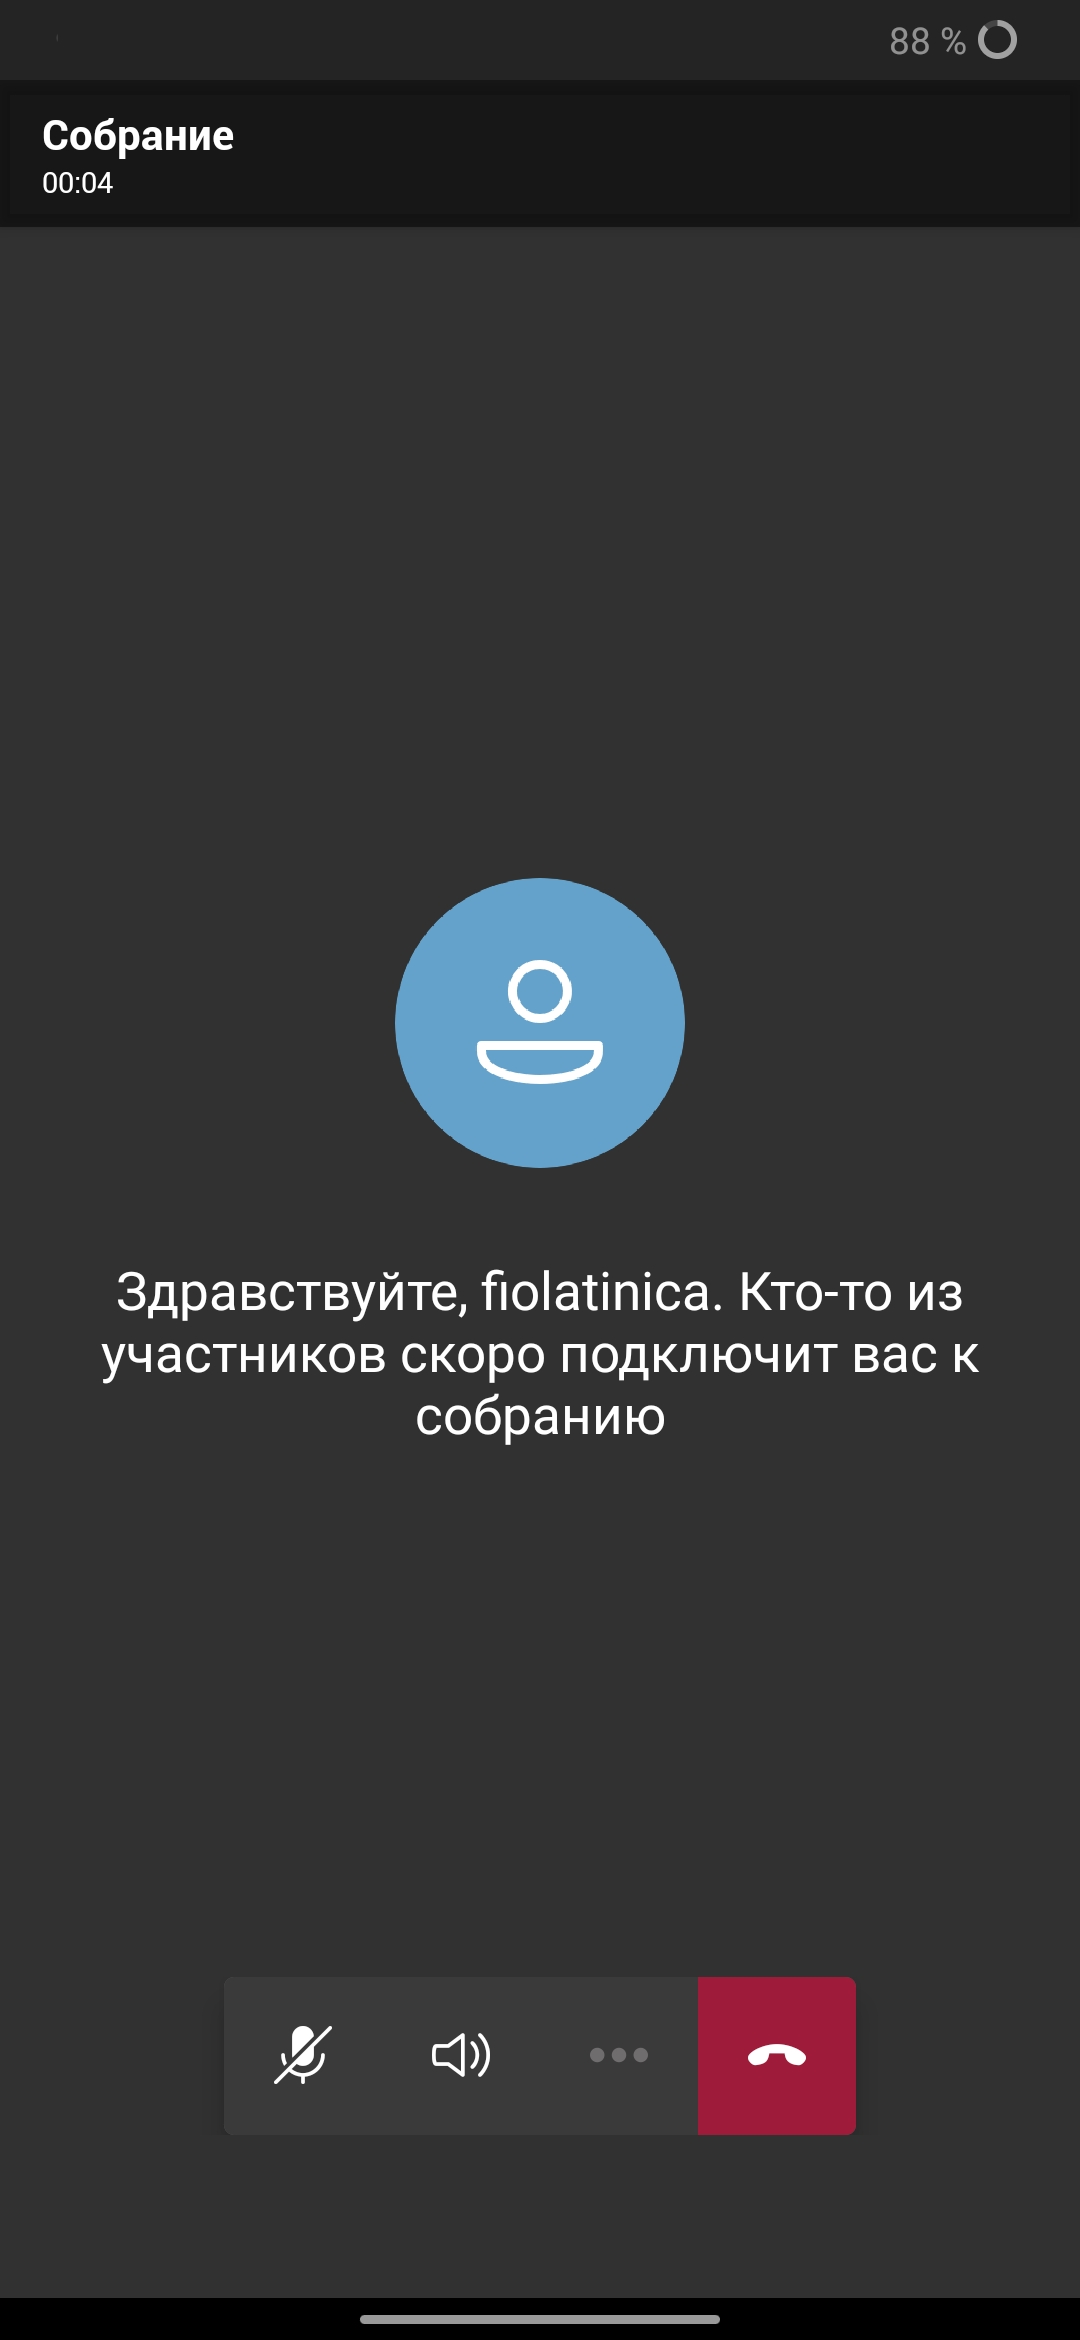 88 %
Собрание
00:04
Здравствуйте, fiolatinica. Кто-то из
участников скоро подключит вас к
собранию